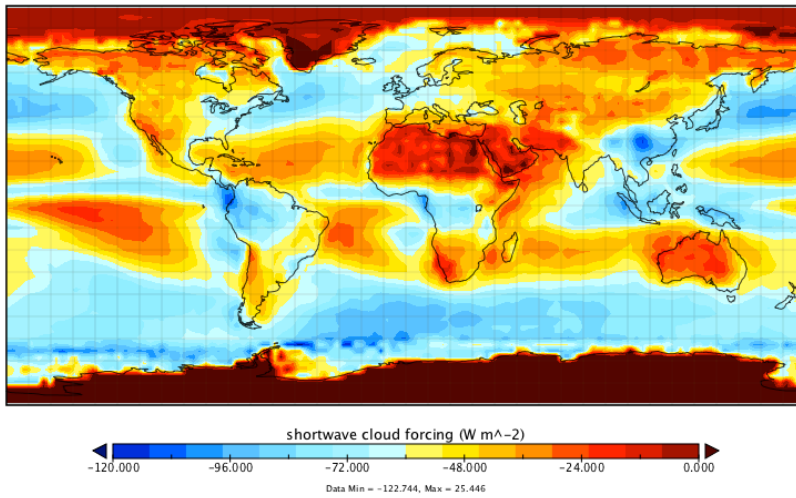 shortwave cloud forcing (W m^-2)
-120.000 -96.000 -72.000 -48.000 -24.000 0.000
Data Min = -122.744, Max = 25.446